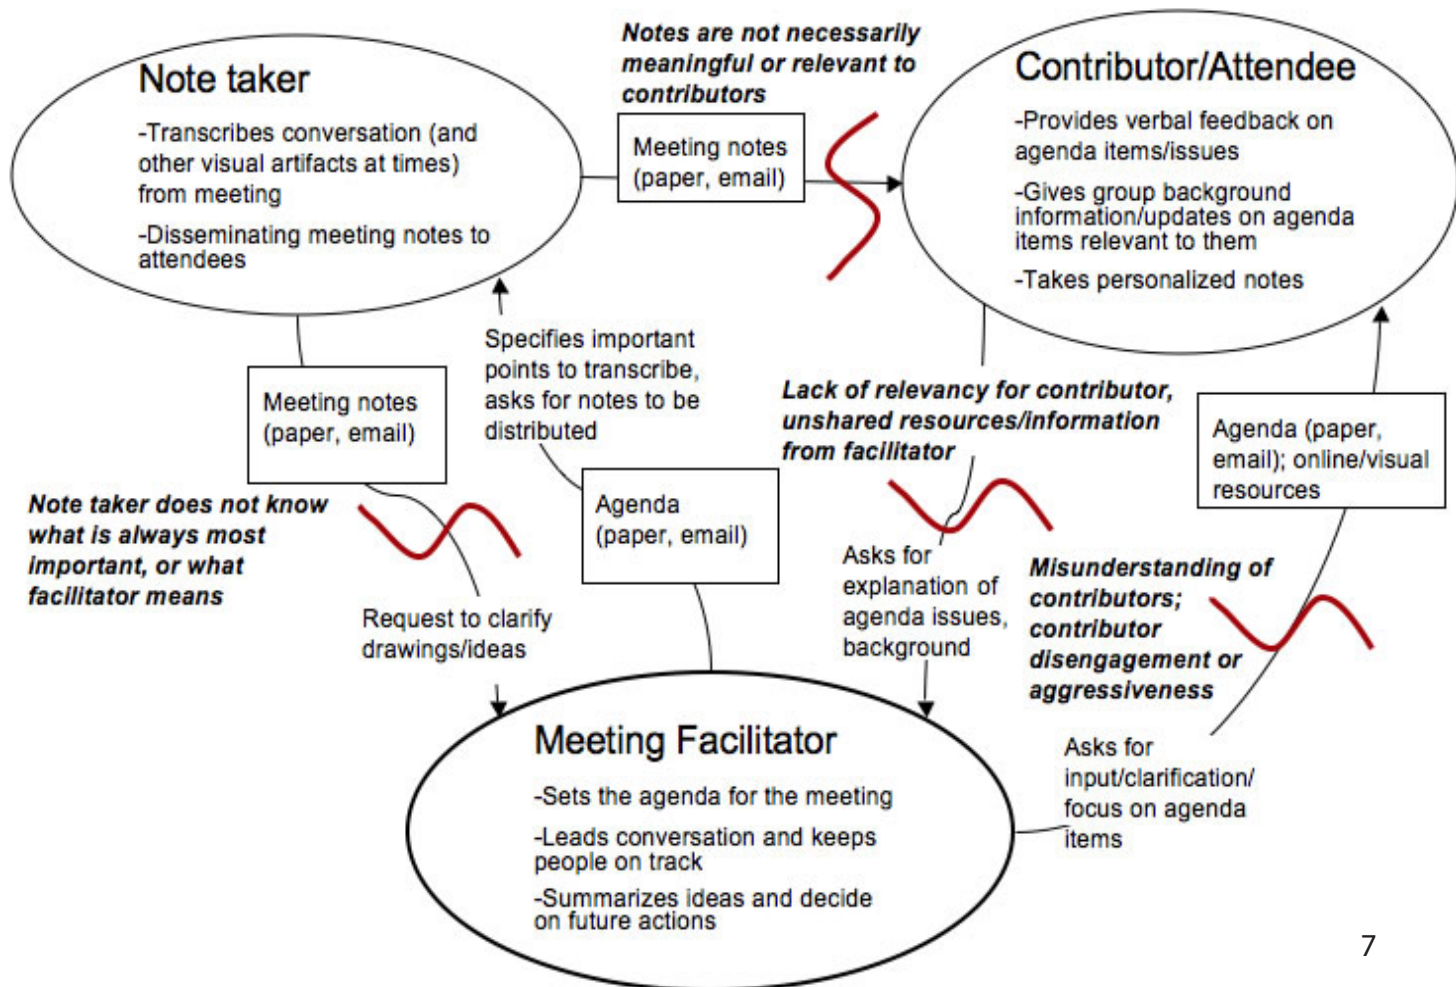 Note taker
-Transcribes conversation (and
other visual artifacts at times)
from meeting
-Disseminating meeting notes to
attendees
Notes are not necessarily
meaningful or relevant to
contributors
Meeting notes
(paper, email)
Contributor/Attendee
-Provides verbal feedback on
agenda items/issues
-Gives group background
information/updates on agenda
items relevant to them
-Takes personalized notes
Meeting notes
(paper, email)
Specifies important
points to transcribe,
asks for notes to be
distributed
Lack of relevancy for contributor,
unshared resources/information
from facilitator
Agenda (paper,
email); online/visual
resources
Note taker does not know
what is always most
important, or what
facilitator means
Agenda
(paper, email)
Request to clarify
drawings/ideas
Asks for
explanation of
agenda issues,
background
Misunderstanding of
contributors;
contributor
disengagement or
aggressiveness
Meeting Facilitator
-Sets the agenda for the meeting
-Leads conversation and keeps
people on track
-Summarizes ideas and decide
on future actions
Asks for
input/clarification/
focus on agenda
items
7